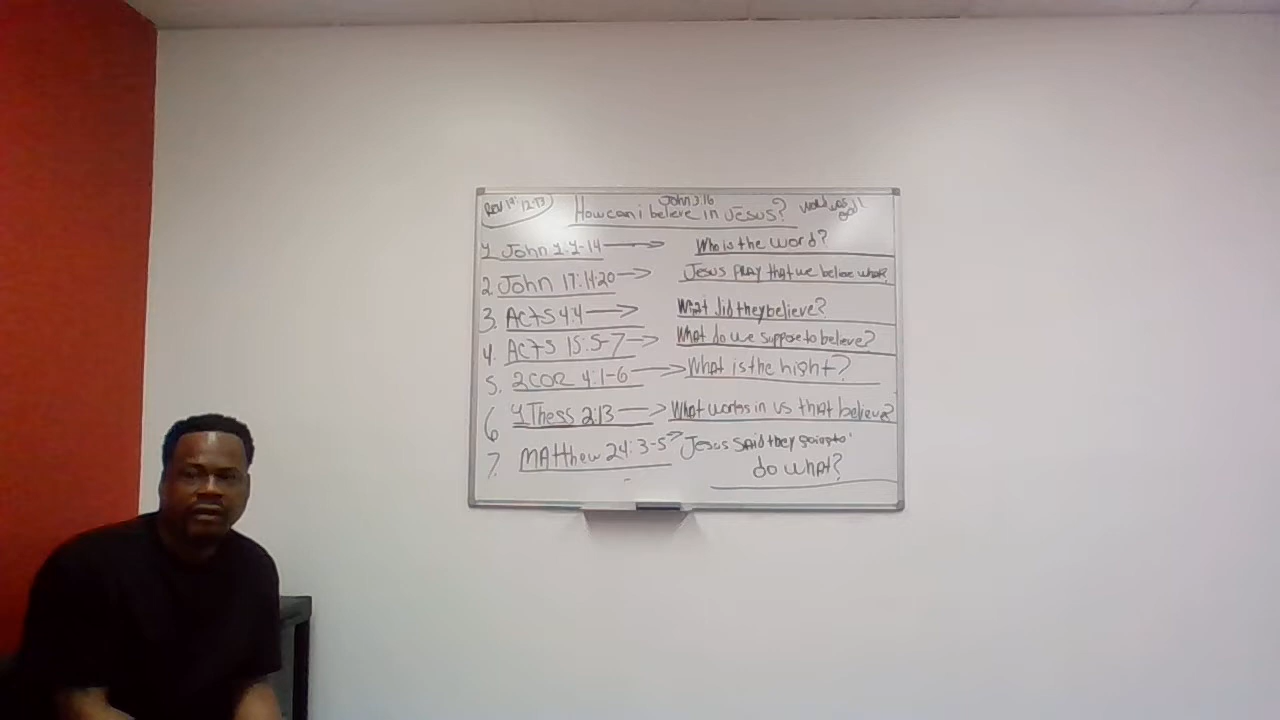 John 3:16
Rev 19:12-13 How can i beleve in Jesus?
1. John 1:1-14 → Who is the word?
2. John 17:14-20 → Jesus pray that we believe what?
3. Acts 4:4 → What did they believe?
4. Acts 15:5-7 → What do we suppose to believe?
5. 2COR 4:1-6 → What is the hight?
6 1 Thess 2:13 → What works in us that believe?
7. MAtthew 24:3-5 → Jesus said they going to
do what?